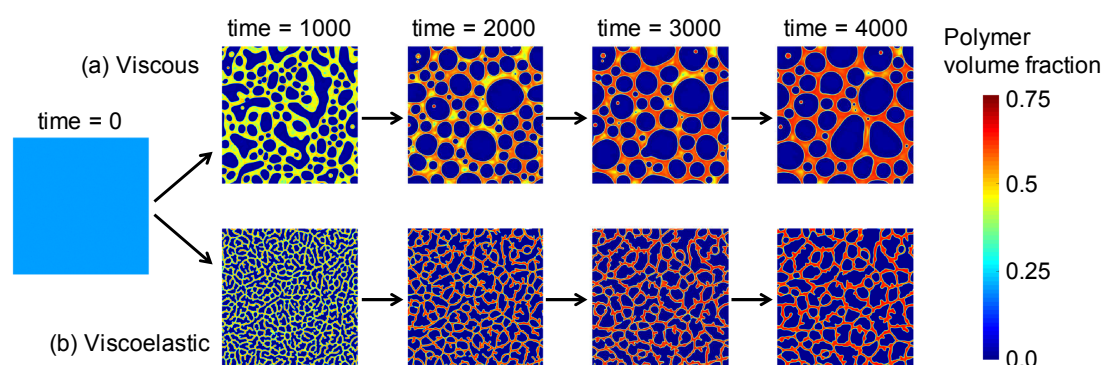 time = 1000
time = 2000
time = 3000
time = 4000
Polymer
volume fraction
(a) Viscous
time = 0
0.75
0.5
0.25
0.0
(b) Viscoelastic